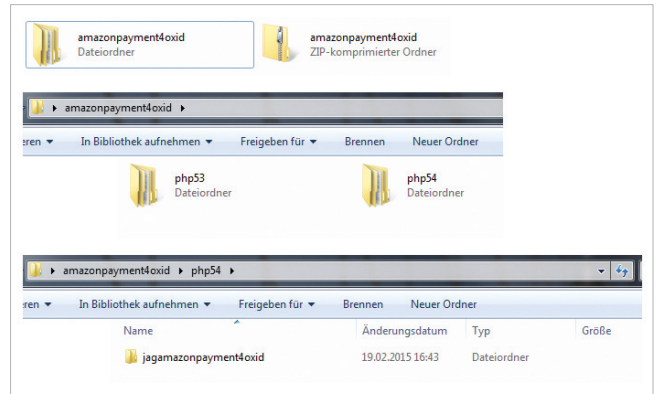 amazonpayment4oxid
Dateiordner
amazonpayment4oxid
ZIP-komprimierter Ordner
amazonpayment4oxid
eren In Bibliothek aufnehmen Freigeben für Brennen Neuer Ordner
php53
Dateiordner
php54
Dateiordner
amazonpayment4oxid php54
eren In Bibliothek aufnehmen Freigeben für Brennen Neuer Ordner
Name Änderungsdatum Typ Größe
jagamazonpayment4oxid 19.02.2015 16:43 Dateiordner